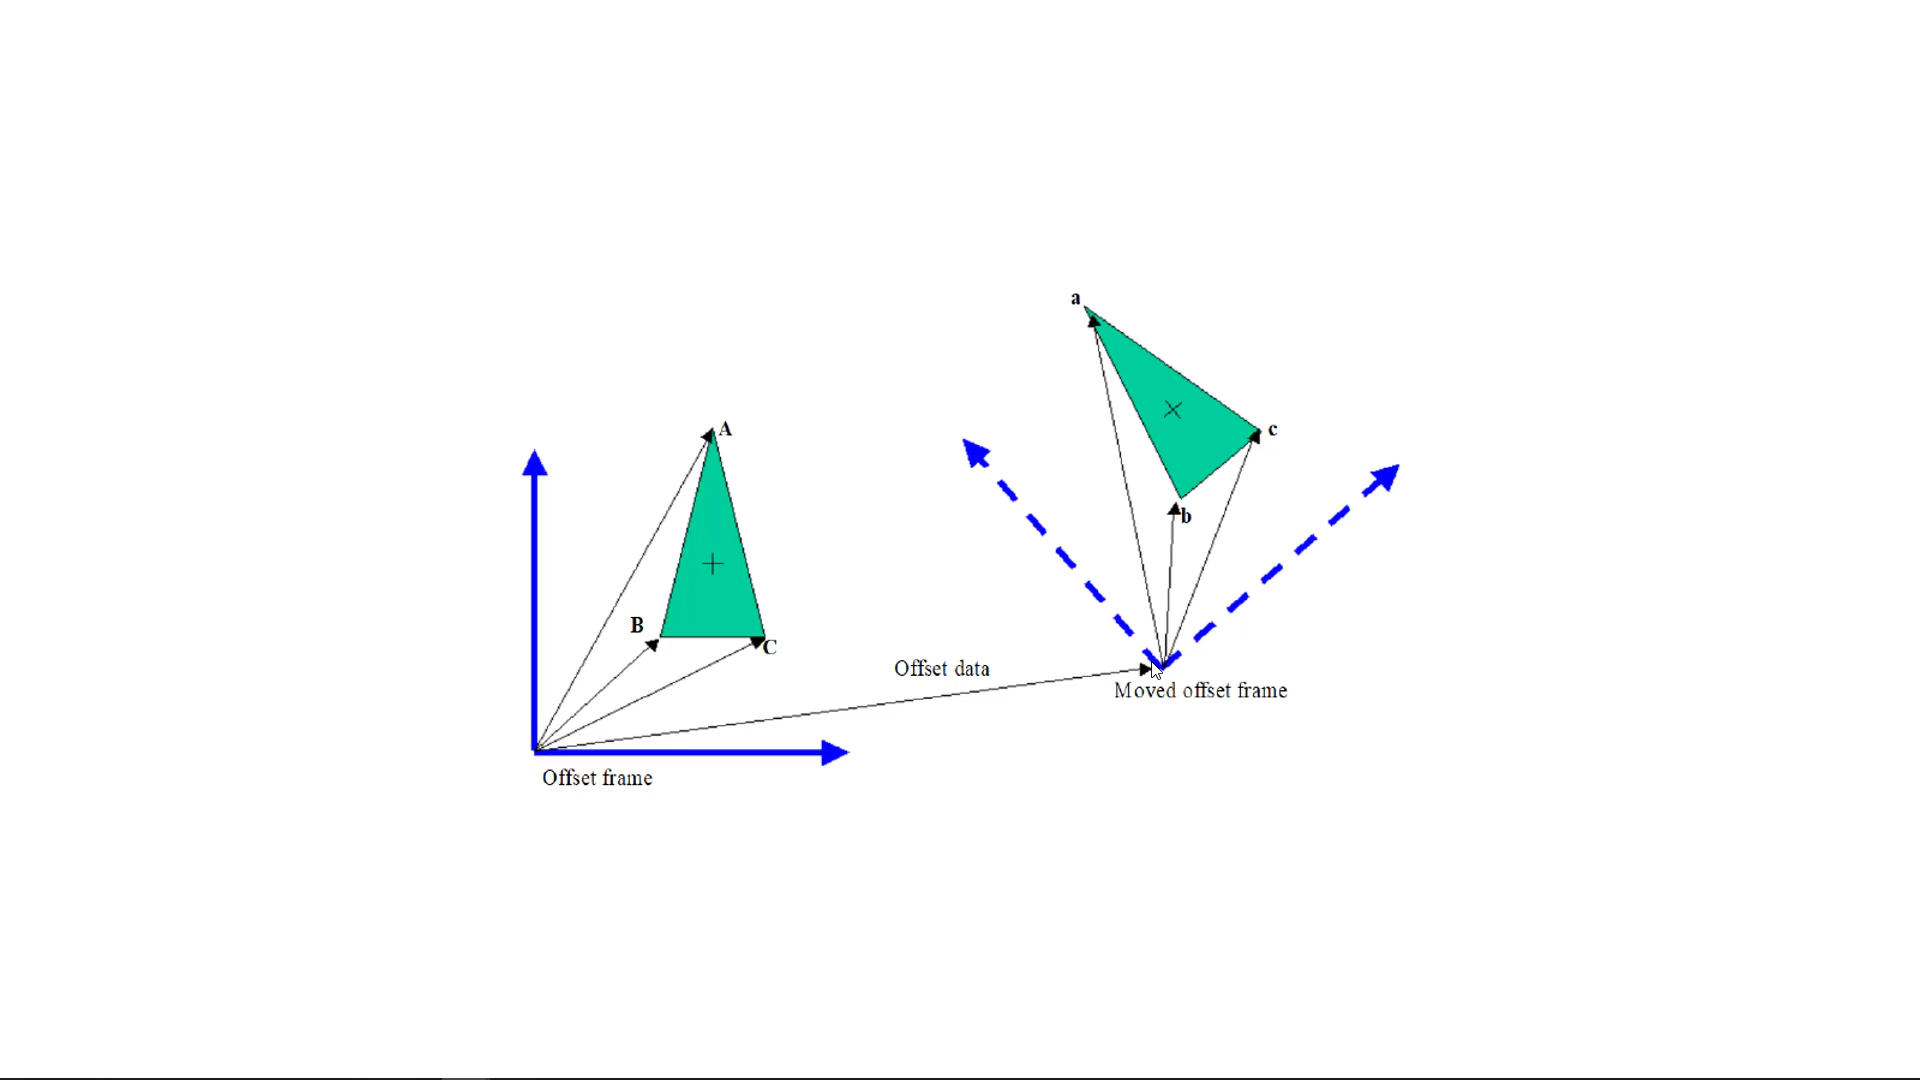 a
A
c
b
B
C
Offset data
Moved offset frame
Offset frame